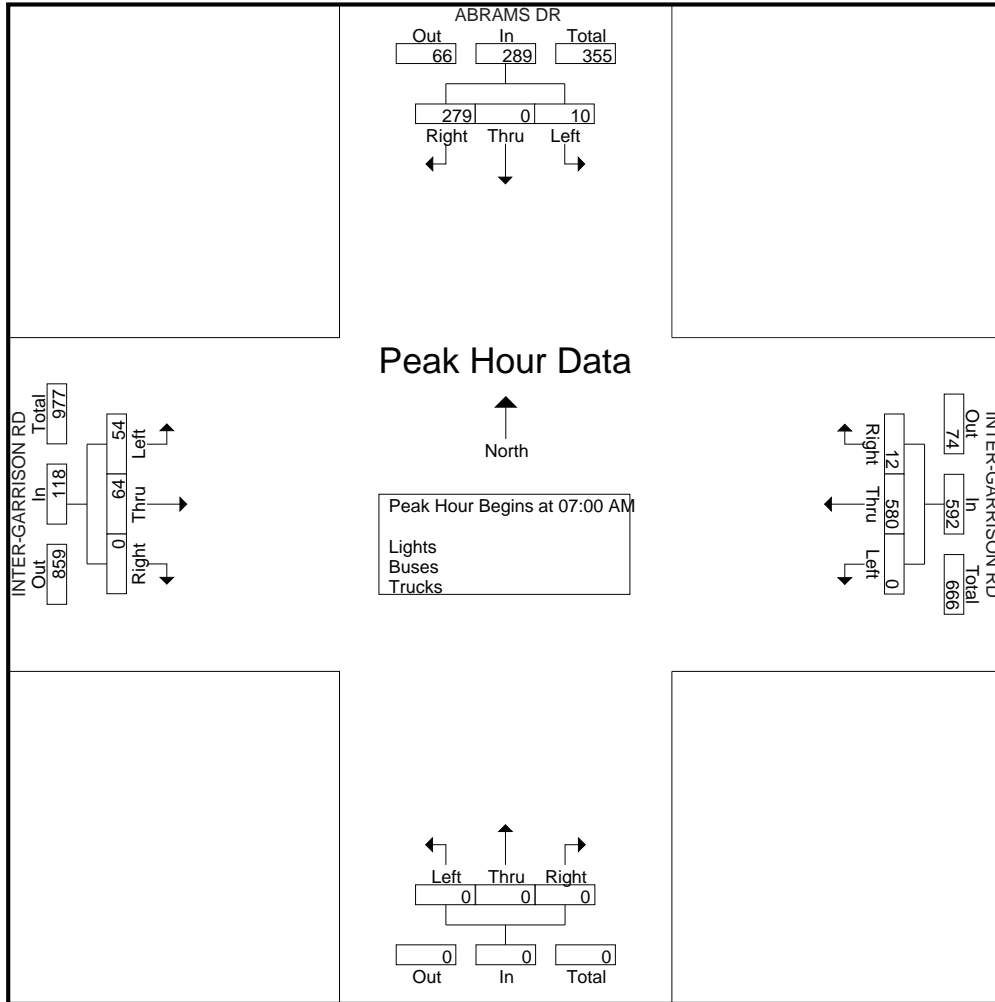 ABRAMS DR
Out In Total
66 289 355
279 0 10
Right Thru Left
Peak Hour Data
North
Peak Hour Begins at 07:00 AM
Lights
Buses
Trucks
INTER-GARRISON RD
Total In Out
977 118 859
54 64 0
Left Thru Right
INTER-GARRISON RD
Out In Total
74 592 666
12 580 0
Right Thru Left
Left Thru Right
0 0 0
0 0 0
Out In Total